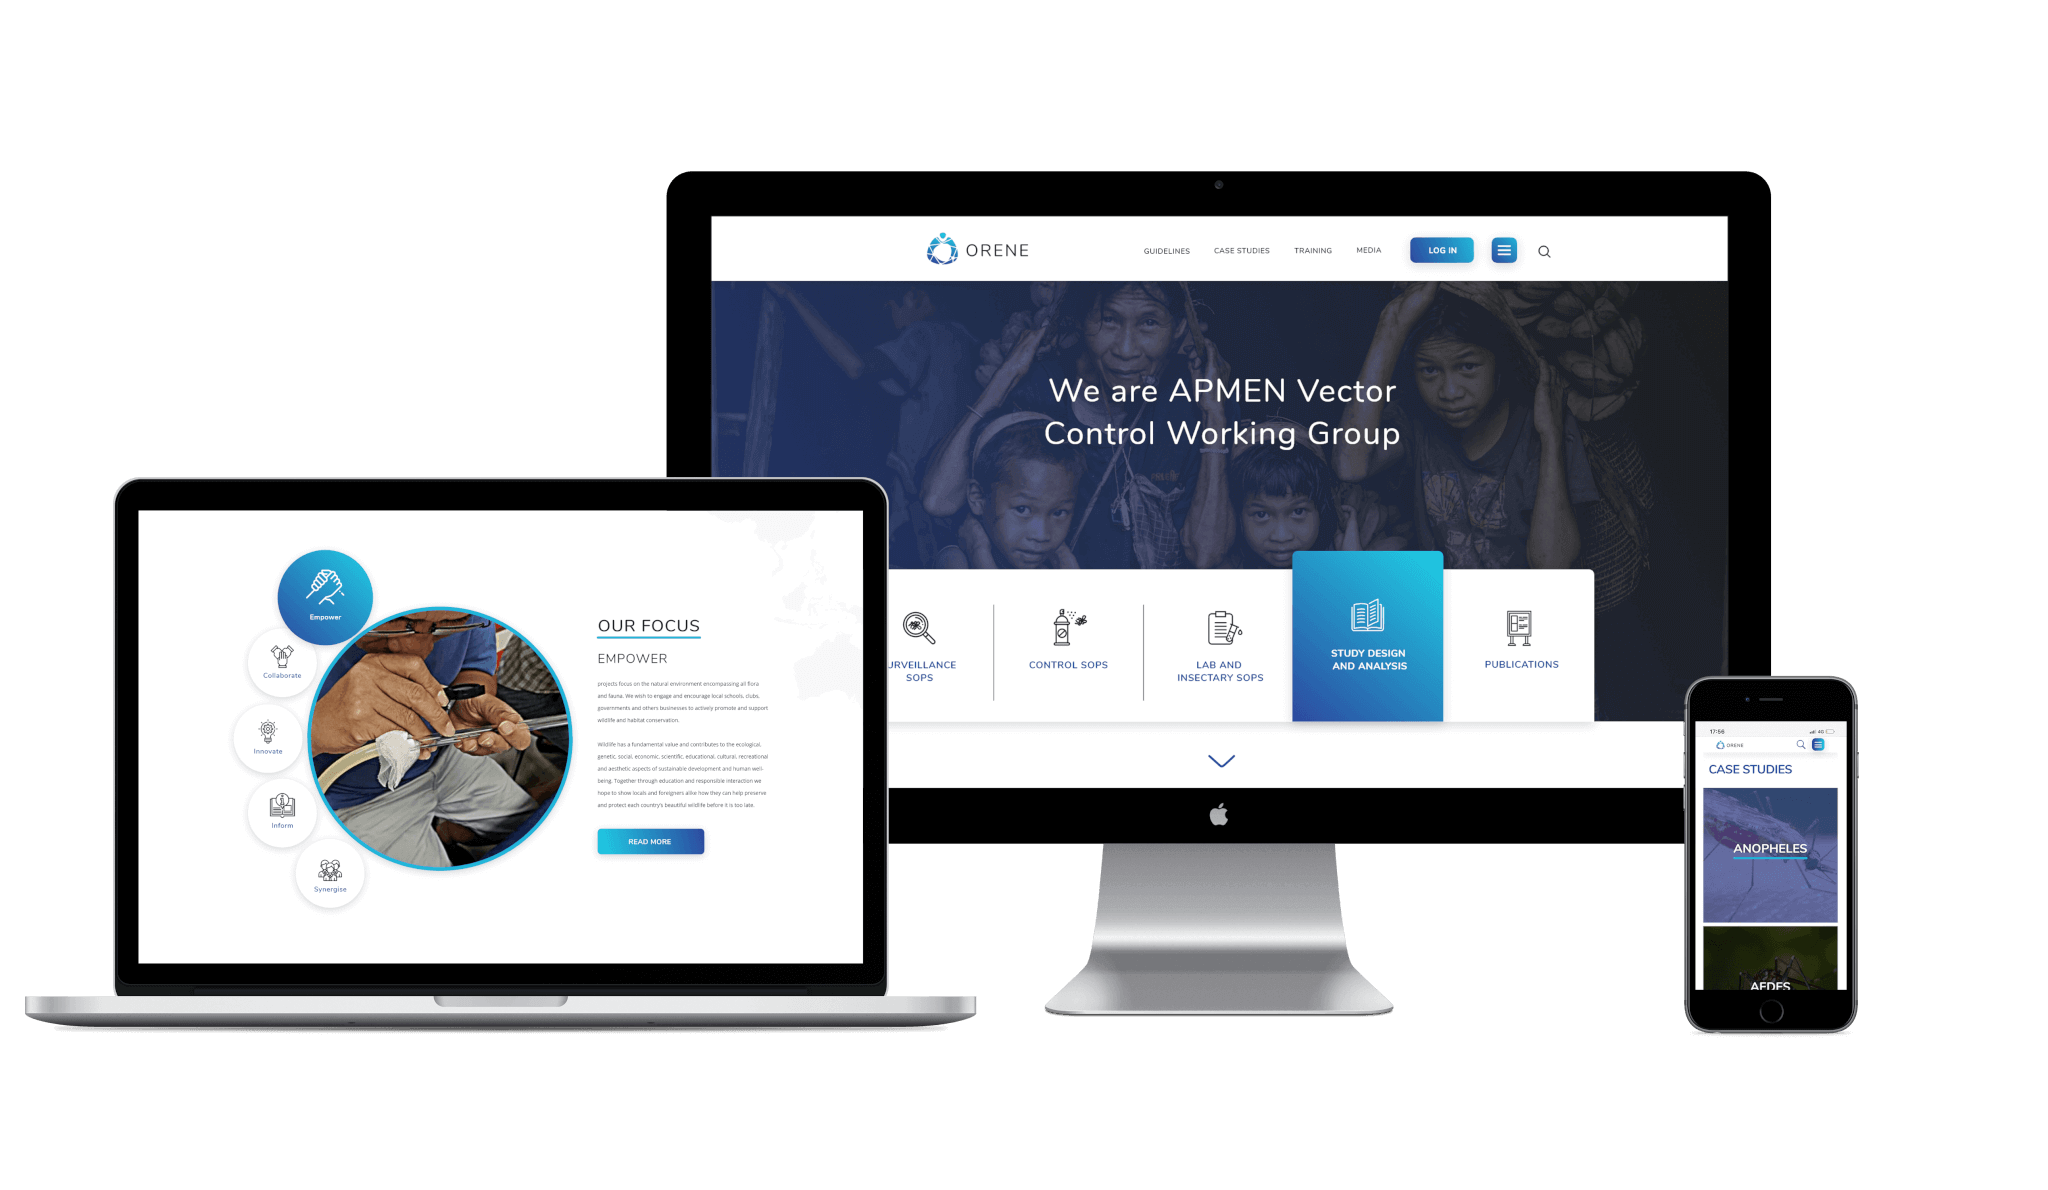 ORENE
GUIDELINES
CASE STUDIES
TRAINING
MEDIA
LOG IN
We are APMEN Vector
Control Working Group
URVEILLANCE
SOPS
CONTROL SOPS
LAB AND
INSECTARY SOPS
STUDY DESIGN
AND ANALYSIS
PUBLICATIONS
Empower
Collaborate
Innovate
Inform
Synergise
OUR FOCUS
EMPOWER
projects focus on the natural environment encompassing all flora
and fauna. We wish to engage and encourage local schools, clubs,
governments and others businesses to actively promote and support
wildlife and habitat conservation.
Wildlife has a fundamental value and contributes to the ecological,
genetic, social, economic, scientific, educational, cultural, recreational
and aesthetic aspects of sustainable development and human well-
being. Together through education and responsible interaction we
hope to show locals and foreigners alike how they can help preserve
and protect each country's beautiful wildlife before it is too late.
READ MORE
17:56
4G
ORENE
CASE STUDIES
ANOPHELES
AEDES